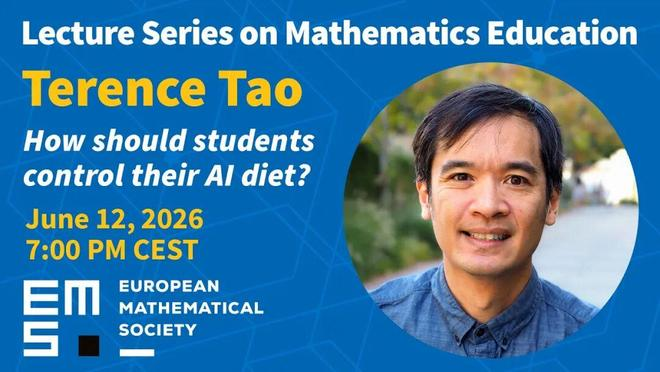 Lecture Series on Mathematics Education
Terence Tao
How should students
control their AI diet?
June 12, 2026
7:00 PM CEST
EMS
EUROPEAN
MATHEMATICAL
SOCIETY